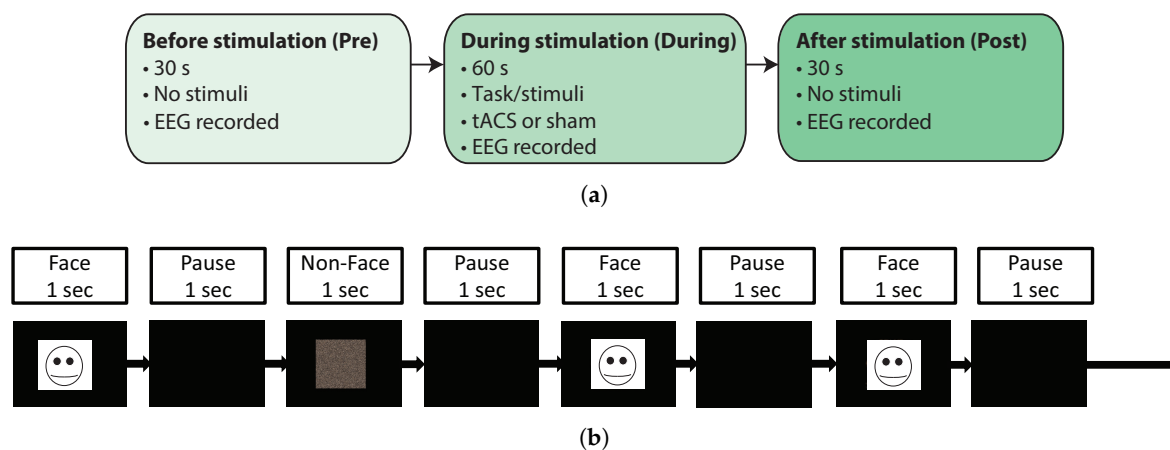 Before stimulation (Pre)
• 30 s
• No stimuli
• EEG recorded
During stimulation (During)
• 60 s
• Task/stimuli
• tACS or sham
• EEG recorded
After stimulation (Post)
• 30 s
• No stimuli
• EEG recorded
(a)
Face
1 sec
Pause
1 sec
Non-Face
1 sec
Pause
1 sec
Face
1 sec
Pause
1 sec
Face
1 sec
Pause
1 sec
(b)